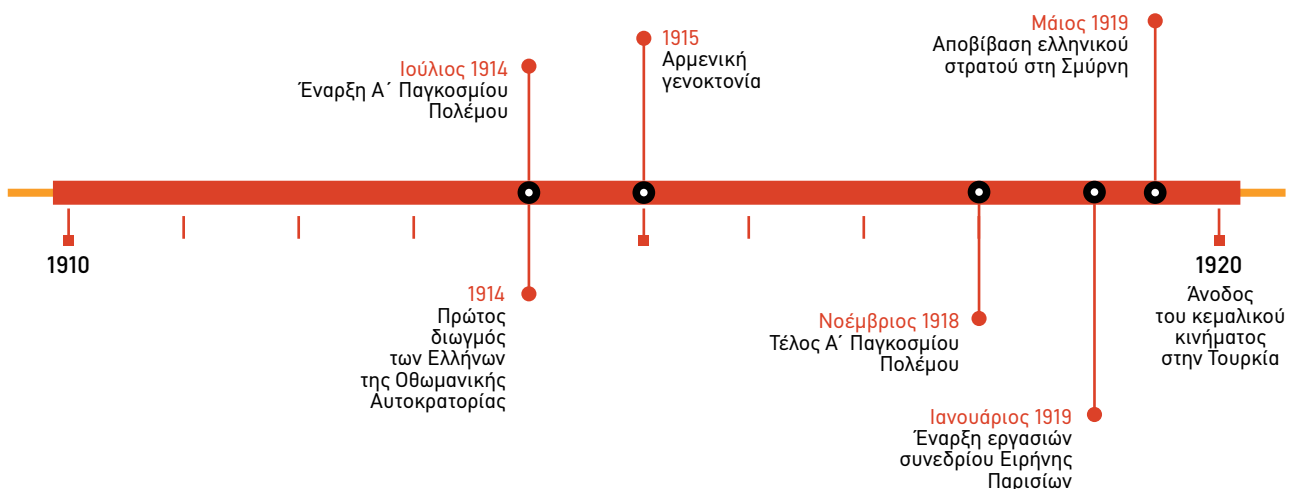 Ιούλιος 1914
Έναρξη Α΄ Παγκοσμίου
Πολέμου
1915
Αρμενική
γενοκτονία
Μάιος 1919
Αποβίβαση ελληνικού
στρατού στη Σμύρνη
1910
1914
Πρώτος
διωγμός
των Ελλήνων
της Οθωμανικής
Αυτοκρατορίας
Νοέμβριος 1918
Τέλος Α΄ Παγκοσμίου
Πολέμου
Ιανουάριος 1919
Έναρξη εργασιών
συνεδρίου Ειρήνης
Παρισίων
1920
Άνοδος
του κεμαλικού
κινήματος
στην Τουρκία